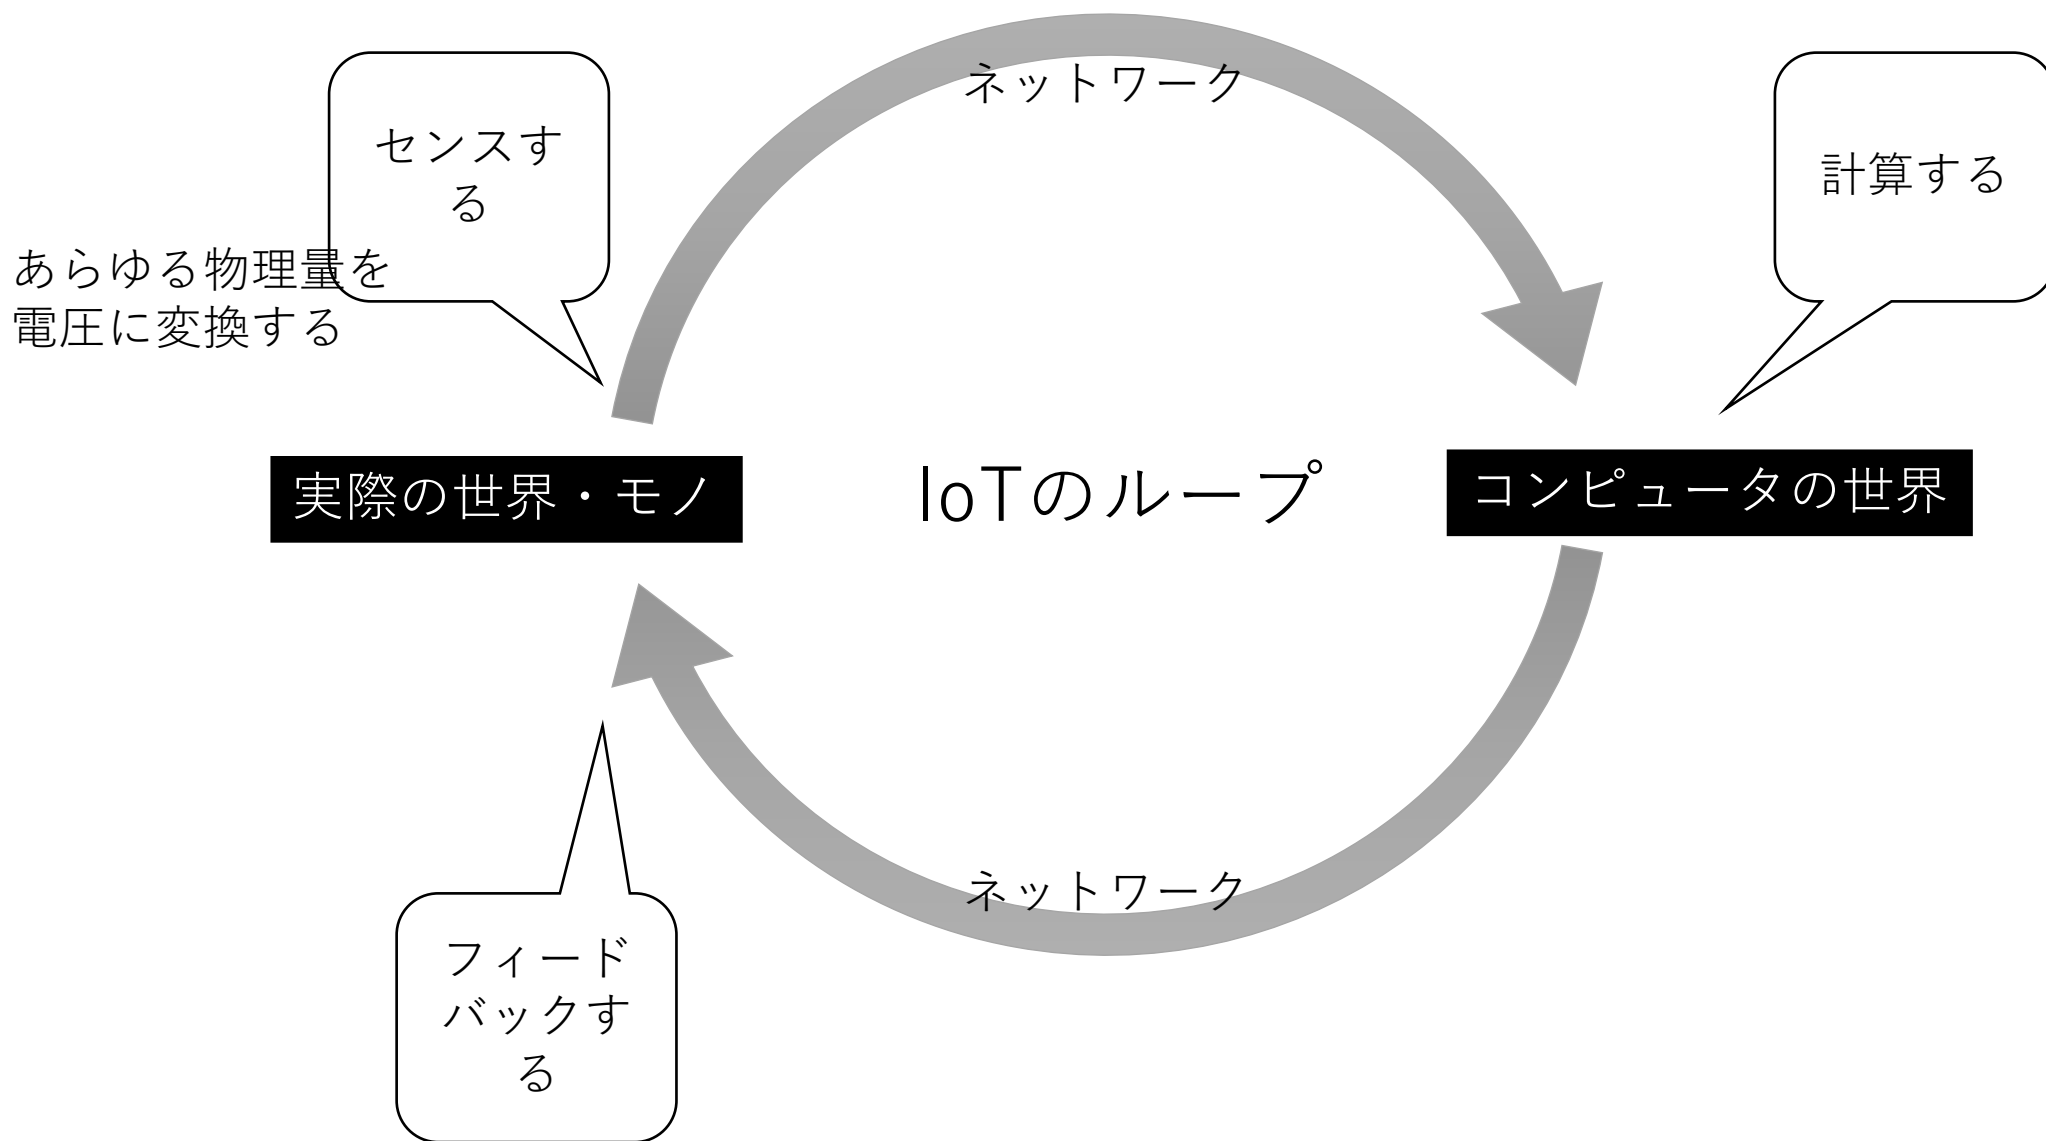 ネットワーク
センスす
る
計算する
あらゆる物理量を
電圧に変換する
実際の世界・モノ
IoTのループ
コンピュータの世界
ネットワーク
フィード
バックす
る